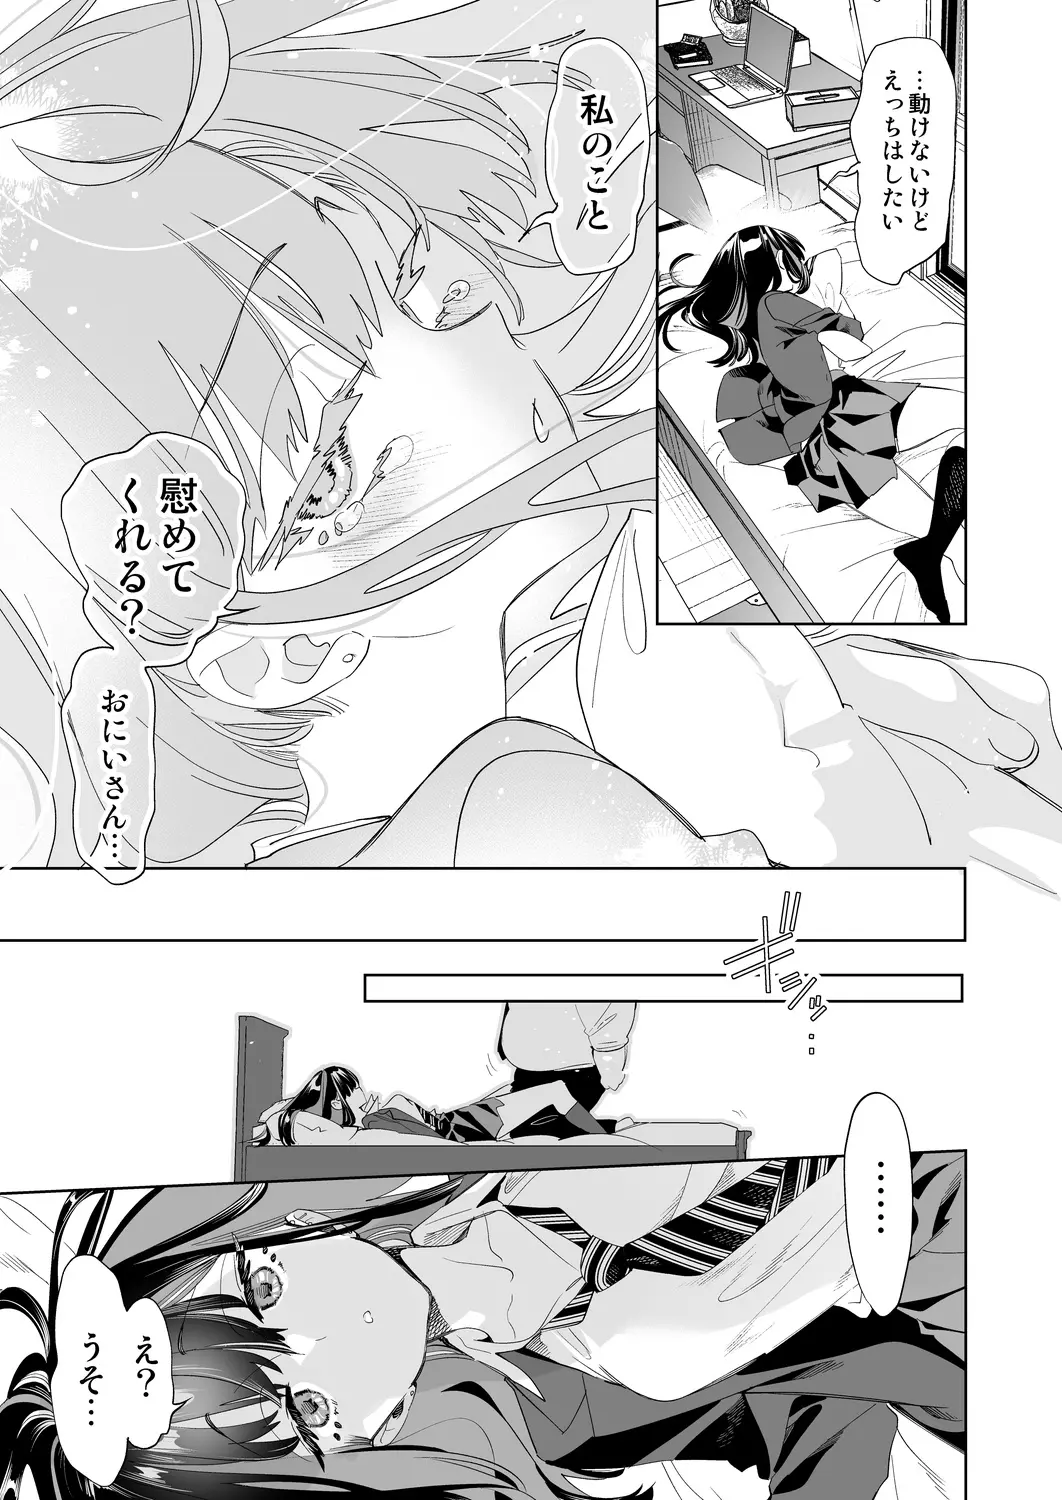 …動けないけど
えっちはしたい
私のこと
慰めて
くれる？
おにいさん…
ギシッ…
……
え？
うそ…